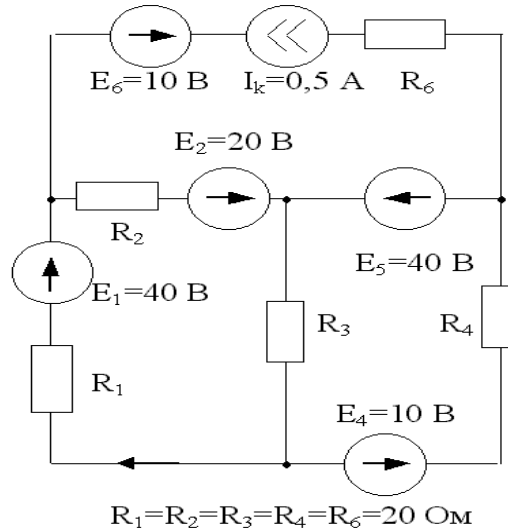 E₆=10 В
Iₖ=0,5 А
R₆
E₂=20 В
R₂
E₅=40 В
E₁=40 В
R₃
R₄
R₁
E₄=10 В
R₁=R₂=R₃=R₄=R₆=20 Ом